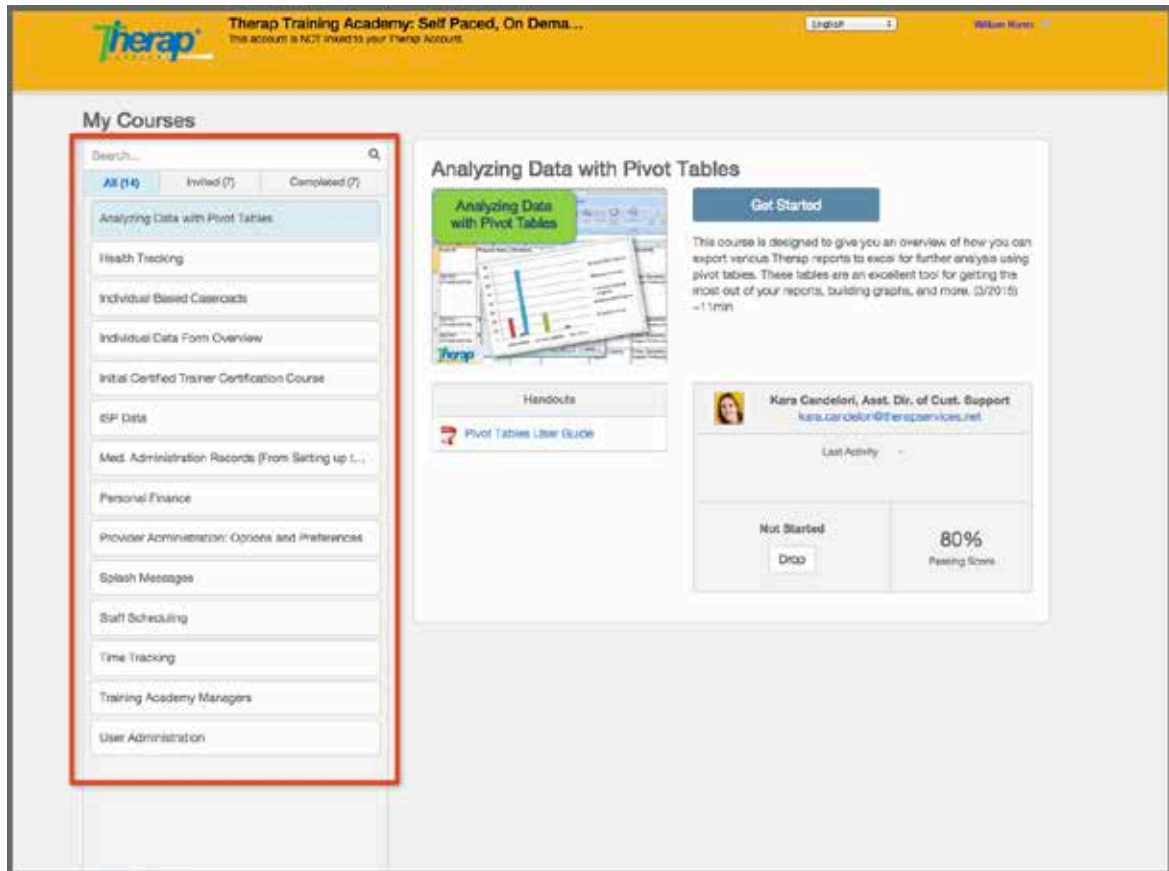 Therap
Therap Training Academy: Self Paced, On Dema...
This account is NOT linked to your Therap Account.
English
My Courses
Search...
All (14)
Invited (7)
Completed (7)
Analyzing Data with Pivot Tables
Health Tracking
Individual Based Caseloads
Individual Data Form Overview
Initial Certified Trainer Certification Course
ISP Data
Med. Administration Records (From Setting up t...
Personal Finance
Provider Administration: Options and Preferences
Splash Messages
Staff Scheduling
Time Tracking
Training Academy Managers
User Administration
Analyzing Data with Pivot Tables
Analyzing Data
with Pivot Tables
Therap
Get Started
This course is designed to give you an overview of how you can
export various Therap reports to excel for further analysis using
pivot tables. These tables are an excellent tool for getting the
most out of your reports, building graphs, and more. (3/2015)
~11min
Handouts
Pivot Tables User Guide
Kara Candelori, Asst. Dir. of Cust. Support
kara.candelori@therapservices.net
Last Activity -
Not Started
Drop
80%
Passing Score